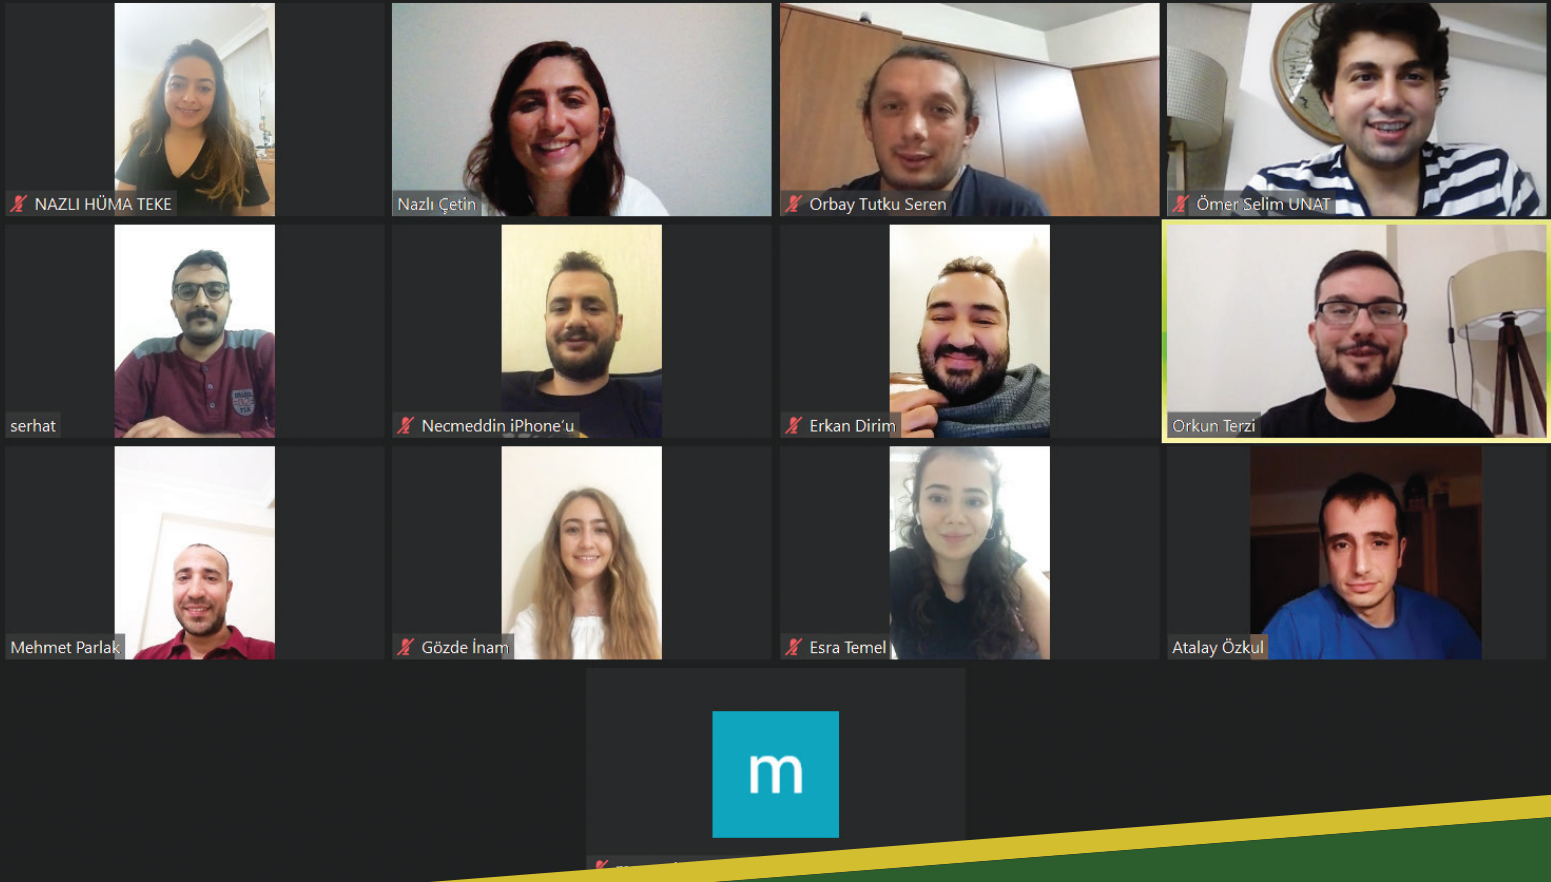 NAZLI HÜMA TEKE
Nazlı Çetin
Orbay Tutku Seren
Ömer Selim UNAT
serhat
Necmeddin iPhone'u
Erkan Dirim
Orkun Terzi
Mehmet Parlak
Gözde İnam
Esra Temel
Atalay Özkul
m